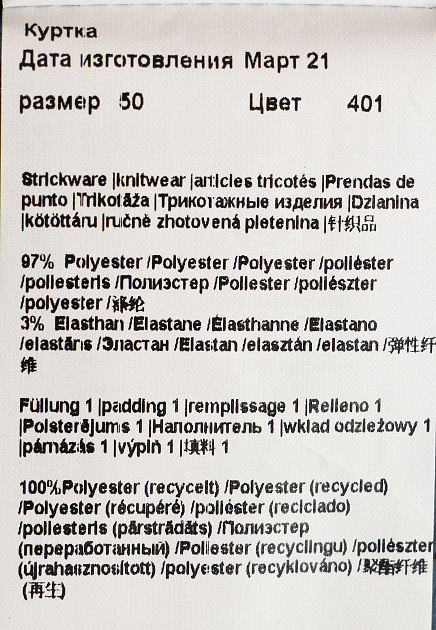 Куртка
Дата изготовления Март 21
размер 50 Цвет 401
Strickware |knitwear |articles tricotés |Prendas de
punto |Trikotāža |Трикотажные изделия |Dzianina
|kötöttáru |ručně zhotovená pletenina |针织品
97% Polyester /Polyester /Polyester /poliéster
/poliesteris /Полиэстер /Poliester /poliészter
/polyester /涤纶
3% Elasthan /Elastane /Élasthanne /Elastano
/elastāns /Эластан /Elastan /elasztán /elastan /弹性纤
维
Füllung 1 |padding 1 |remplissage 1 |Relleno 1
|Polsterējums 1 |Наполнитель 1 |wkład odzieżowy 1
|párnázás 1 |výplň 1 |填料 1
100%Polyester (recycelt) /Polyester (recycled)
/Polyester (récupéré) /poliéster (reciclado)
/poliesteris (pārstrādāts) /Полиэстер
(переработанный) /Poliester (recyclingu) /poliészter
(újrahasznosított) /polyester (recyklováno) /聚酯纤维
(再生)